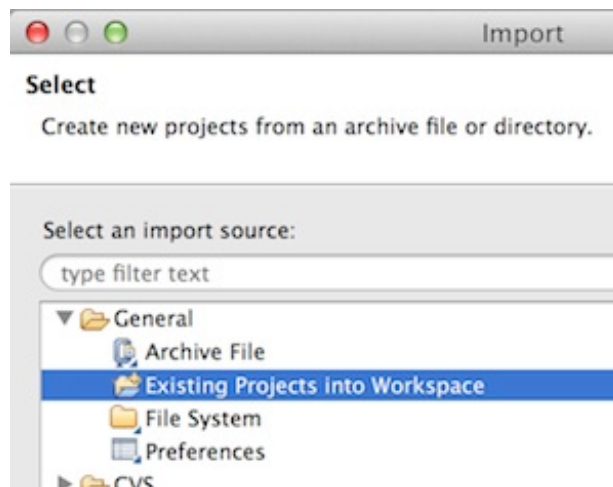 Import
Select
Create new projects from an archive file or directory.
Select an import source:
type filter text
General
Archive File
Existing Projects into Workspace
File System
Preferences
CVS